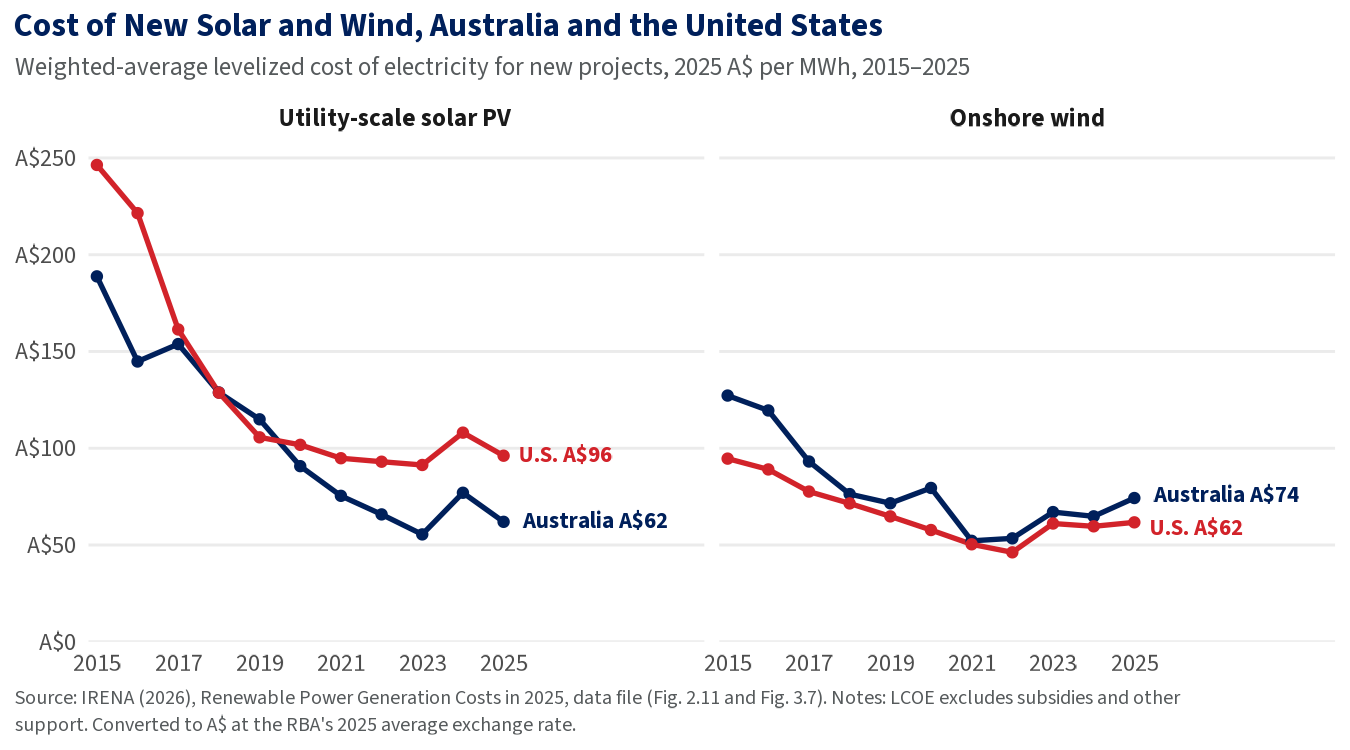 Cost of New Solar and Wind, Australia and the United States
Weighted-average levelized cost of electricity for new projects, 2025 A$ per MWh, 2015–2025
Utility-scale solar PV
Onshore wind
A$250
A$200
A$150
A$100
A$50
A$0
U.S. A$96
Australia A$62
Australia A$74
U.S. A$62
2015 2017 2019 2021 2023 2025
2015 2017 2019 2021 2023 2025
Source: IRENA (2026), Renewable Power Generation Costs in 2025, data file (Fig. 2.11 and Fig. 3.7). Notes: LCOE excludes subsidies and other
support. Converted to A$ at the RBA's 2025 average exchange rate.